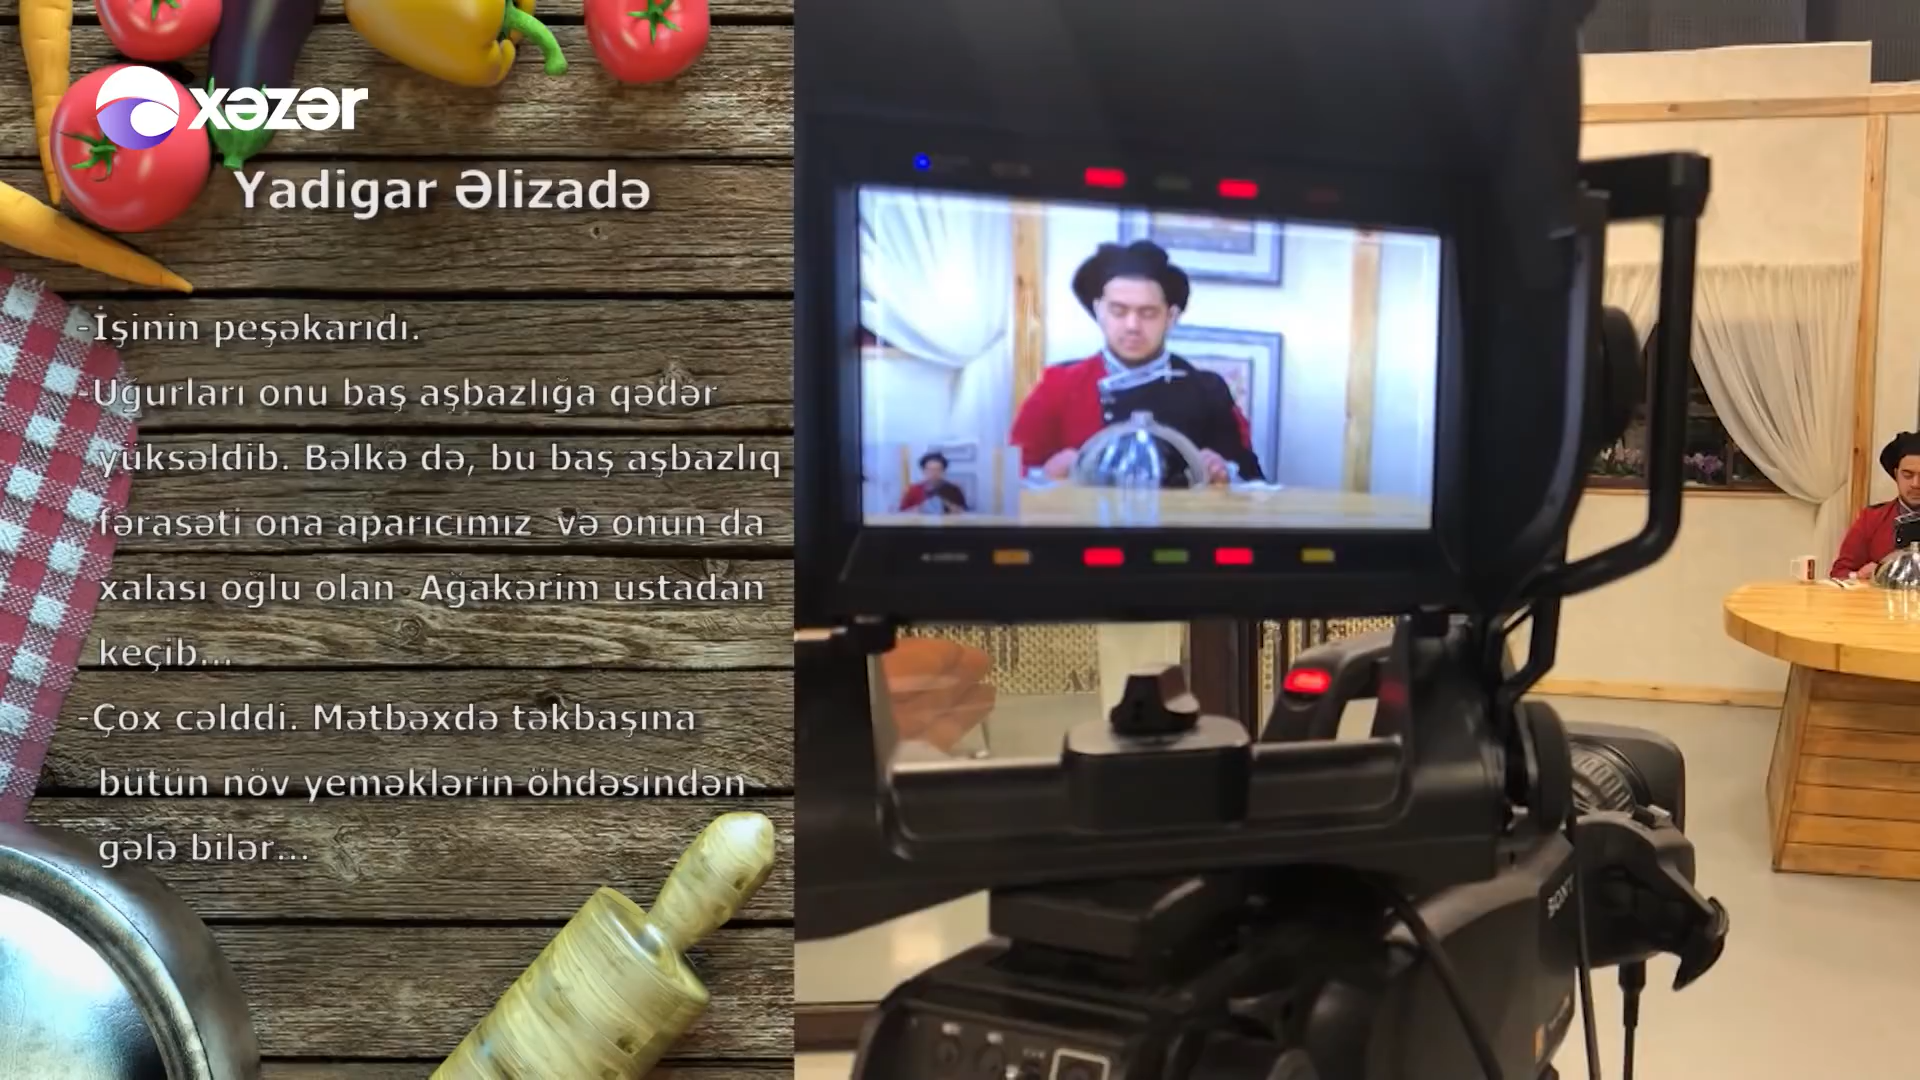 xəzər
Yadigar Əlizadə
-İşinin peşəkarıdı.
-Uğurları onu baş aşbazlığa qədər
yüksəldib. Bəlkə də, bu baş aşbazlıq
fərasəti ona aparıcımız və onun da
xalası oğlu olan Ağakərim ustadan
keçib...
-Çox cəlddi. Mətbəxdə təkbaşına
bütün növ yeməklərin öhdəsindən
gələ bilər...
SONY